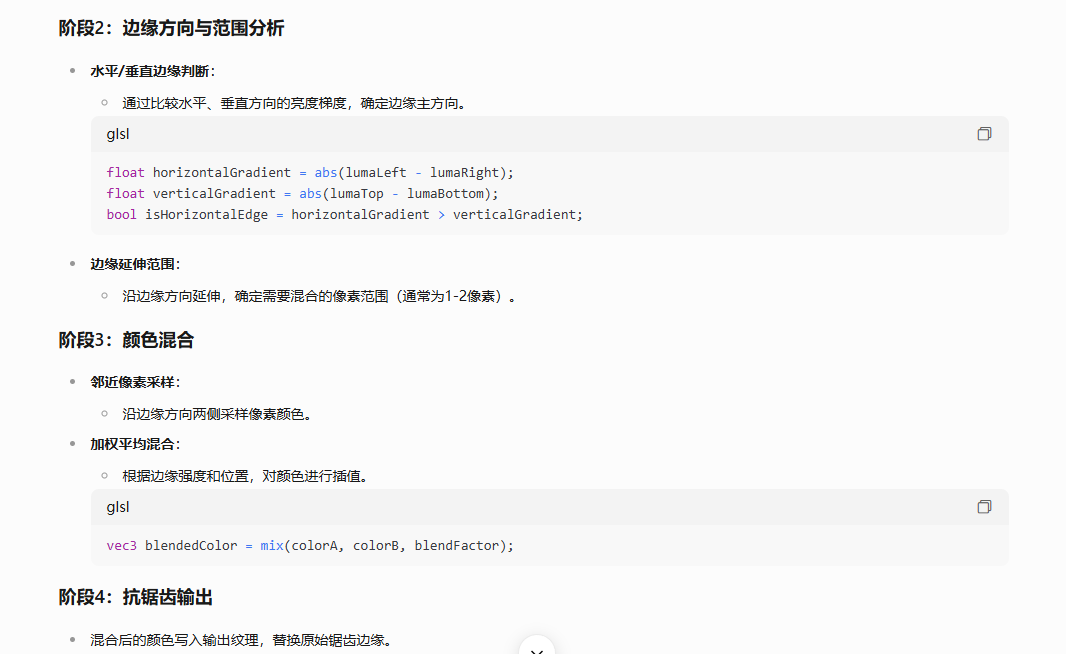 阶段2：边缘方向与范围分析
水平/垂直边缘判断：
通过比较水平、垂直方向的亮度梯度，确定边缘主方向。
glsl
float horizontalGradient = abs(lumaLeft - lumaRight);
float verticalGradient = abs(lumaTop - lumaBottom);
bool isHorizontalEdge = horizontalGradient > verticalGradient;
边缘延伸范围：
沿边缘方向延伸，确定需要混合的像素范围（通常为1-2像素）。
阶段3：颜色混合
邻近像素采样：
沿边缘方向两侧采样像素颜色。
加权平均混合：
根据边缘强度和位置，对颜色进行插值。
glsl
vec3 blendedColor = mix(colorA, colorB, blendFactor);
阶段4：抗锯齿输出
混合后的颜色写入输出纹理，替换原始锯齿边缘。